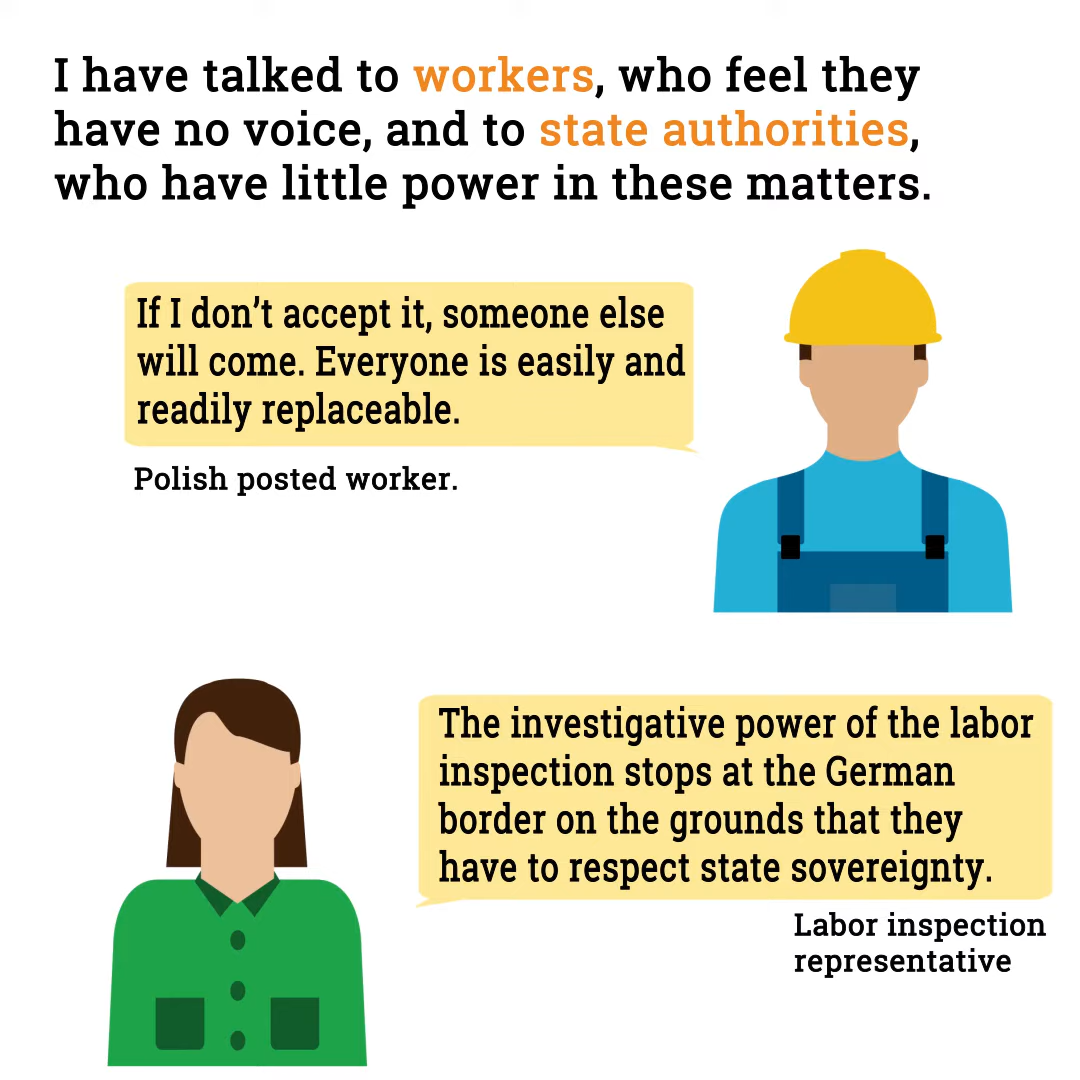 I have talked to workers, who feel they
have no voice, and to state authorities,
who have little power in these matters.
If I don’t accept it, someone else
will come. Everyone is easily and
readily replaceable.
Polish posted worker.
The investigative power of the labor
inspection stops at the German
border on the grounds that they
have to respect state sovereignty.
Labor inspection
representative